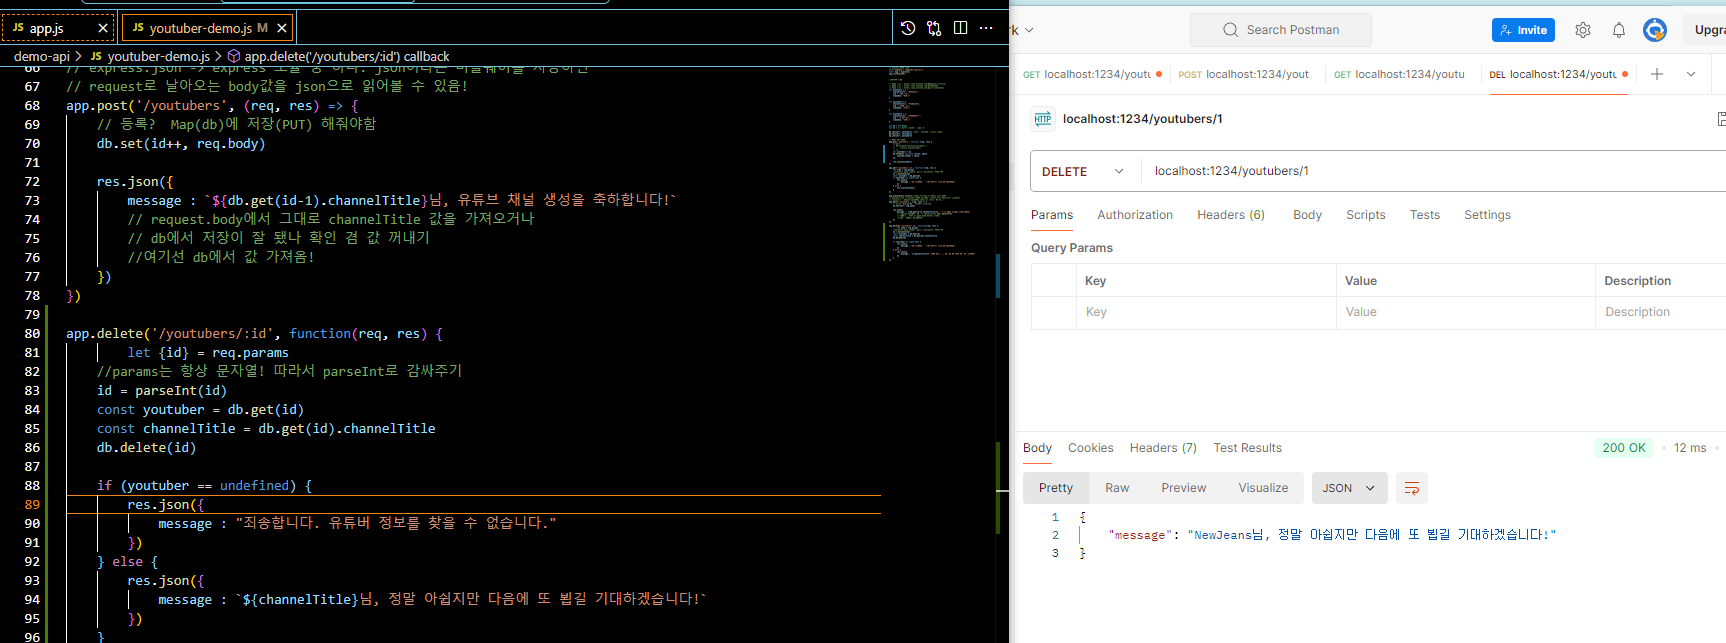 JS app.js ×
JS youtuber-demo.js M ×
demo-api > JS youtuber-demo.js > app.delete('/youtubers/:id') callback
67 // request로 날아오는 body값을 json으로 읽어볼 수 있음!
68 app.post('/youtubers', (req, res) => {
69 // 등록? Map(db)에 저장(PUT) 해줘야함
70 db.set(id++, req.body)
71
72 res.json({
73 message : `${db.get(id-1).channelTitle}님, 유튜브 채널 생성을 축하합니다!`
74 // request.body에서 그대로 channelTitle 값을 가져오거나
75 // db에서 저장이 잘 됐나 확인 겸 값 꺼내기
76 //여기선 db에서 값 가져옴!
77 })
78 })
79
80 app.delete('/youtubers/:id', function(req, res) {
81 let {id} = req.params
82 //params는 항상 문자열! 따라서 parseInt로 감싸주기
83 id = parseInt(id)
84 const youtuber = db.get(id)
85 const channelTitle = db.get(id).channelTitle
86 db.delete(id)
87
88 if (youtuber == undefined) {
89 res.json({
90 message : "죄송합니다. 유튜버 정보를 찾을 수 없습니다."
91 })
92 } else {
93 res.json({
94 message : `${channelTitle}님, 정말 아쉽지만 다음에 또 뵙길 기대하겠습니다!`
95 })
96 }
rk
Search Postman
Invite
Upgra
GET localhost:1234/youtu
POST localhost:1234/yout
GET localhost:1234/youtu
DEL localhost:1234/youtu
HTTP localhost:1234/youtubers/1
DELETE localhost:1234/youtubers/1
Params Authorization Headers (6) Body Scripts Tests Settings
Query Params
Key Value Description
Key Value Description
Body Cookies Headers (7) Test Results
200 OK 12 ms
Pretty Raw Preview Visualize JSON
1 {
2 "message": "NewJeans님, 정말 아쉽지만 다음에 또 뵙길 기대하겠습니다!"
3 }